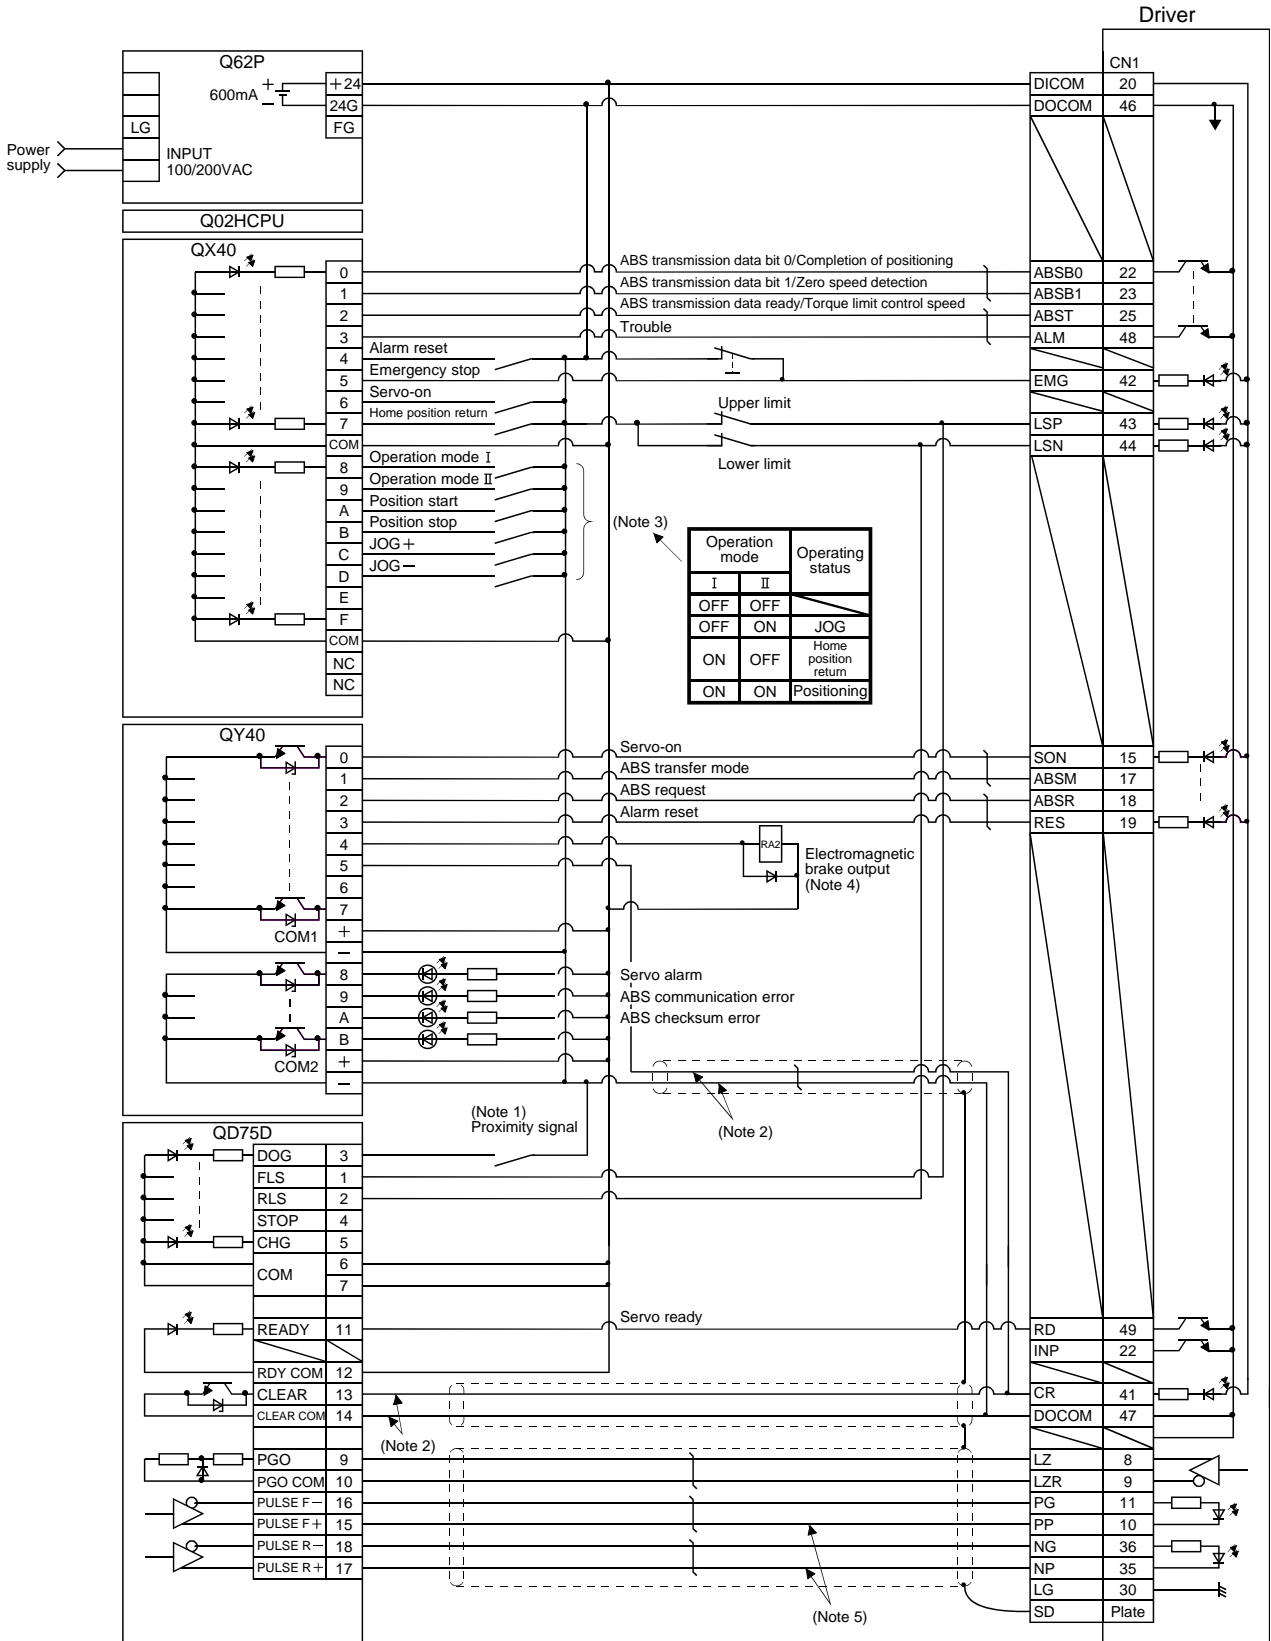 Driver
Q62P
CN1
+
600mA
−
+24
24G
FG
LG
Power
supply
INPUT
100/200VAC
DICOM 20
DOCOM 46
Q02HCPU
QX40
0
1
2
3
4
5
6
7
COM
8
9
A
B
C
D
E
F
COM
NC
NC
ABS transmission data bit 0/Completion of positioning
ABS transmission data bit 1/Zero speed detection
ABS transmission data ready/Torque limit control speed
Trouble
Alarm reset
Emergency stop
Servo-on
Home position return
Upper limit
Lower limit
Operation mode Ⅰ
Operation mode Ⅱ
Position start
Position stop
JOG+
JOG−
(Note 3)
Operation mode
Operating status
Ⅰ Ⅱ
OFF OFF
OFF ON JOG
ON OFF Home position return
ON ON Positioning
ABSB0 22
ABSB1 23
ABST 25
ALM 48
EMG 42
LSP 43
LSN 44
QY40
0
1
2
3
4
5
6
7
+
−
8
9
A
B
+
−
COM1
COM2
Servo-on
ABS transfer mode
ABS request
Alarm reset
RA2
Electromagnetic
brake output
(Note 4)
Servo alarm
ABS communication error
ABS checksum error
SON 15
ABSM 17
ABSR 18
RES 19
(Note 1)
Proximity signal
(Note 2)
QD75D
DOG 3
FLS 1
RLS 2
STOP 4
CHG 5
COM 6
7
READY 11
RDY COM 12
CLEAR 13
CLEAR COM 14
PGO 9
PGO COM 10
PULSE F− 16
PULSE F+ 15
PULSE R− 18
PULSE R+ 17
Servo ready
(Note 2)
(Note 5)
RD 49
INP 22
CR 41
DOCOM 47
LZ 8
LZR 9
PG 11
PP 10
NG 36
NP 35
LG 30
SD Plate